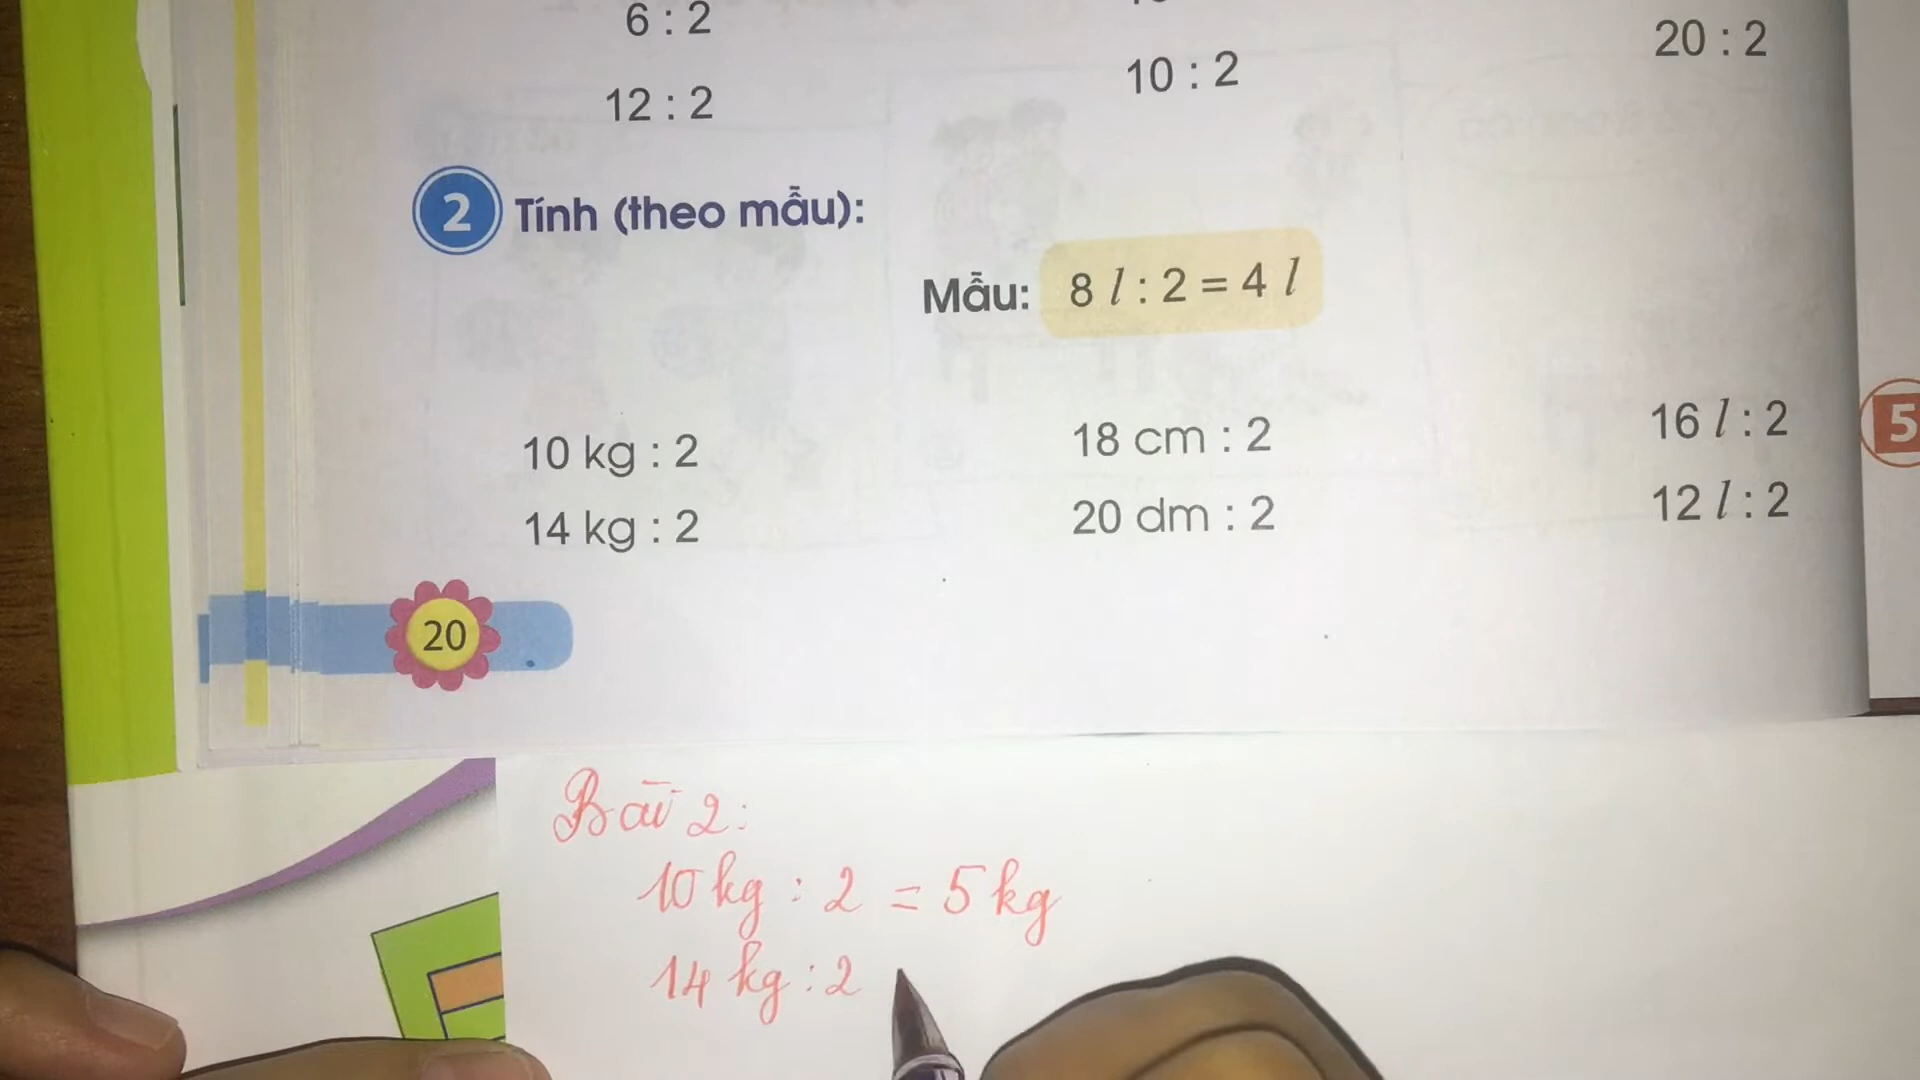 6 : 2
10 : 2
20 : 2
12 : 2
2 Tính (theo mẫu):
Mẫu: 8 l : 2 = 4 l
10 kg : 2
18 cm : 2
16 l : 2
14 kg : 2
20 dm : 2
12 l : 2
5
20
Bài 2:
10 kg : 2 = 5 kg
14 kg : 2